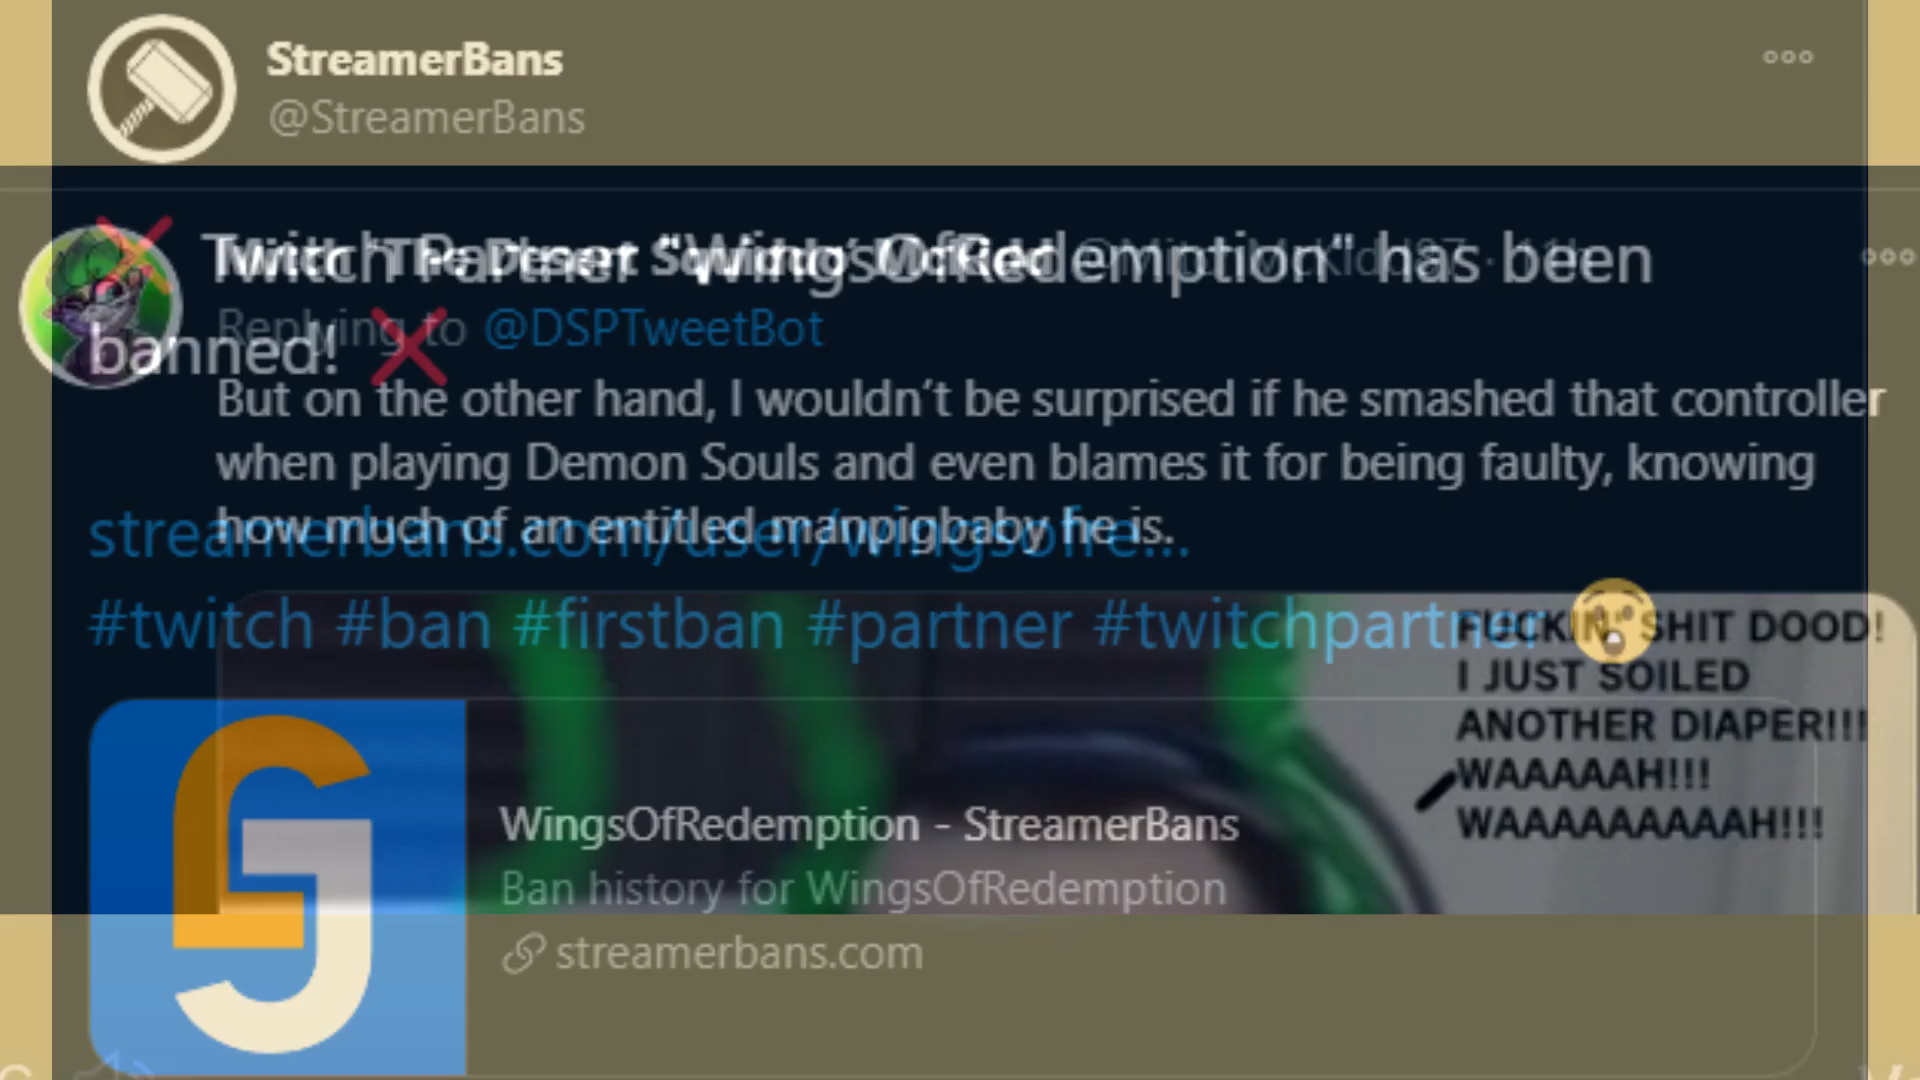 StreamerBans
@StreamerBans
Twitch Partner "WingsOfRedemption" has been
banned!
Replying to @DSPTweetBot
But on the other hand, I wouldn't be surprised if he smashed that controller
when playing Demon Souls and even blames it for being faulty, knowing
how much of an entitled manpigbaby he is.
streamerbans.com/user/wingsofre...
#twitch #ban #firstban #partner #twitchpartner
FUCKIN' SHIT DOOD!
I JUST SOILED
ANOTHER DIAPER!!!
WAAAAAH!!!
WAAAAAAAAAH!!!
WingsOfRedemption - StreamerBans
Ban history for WingsOfRedemption
streamerbans.com